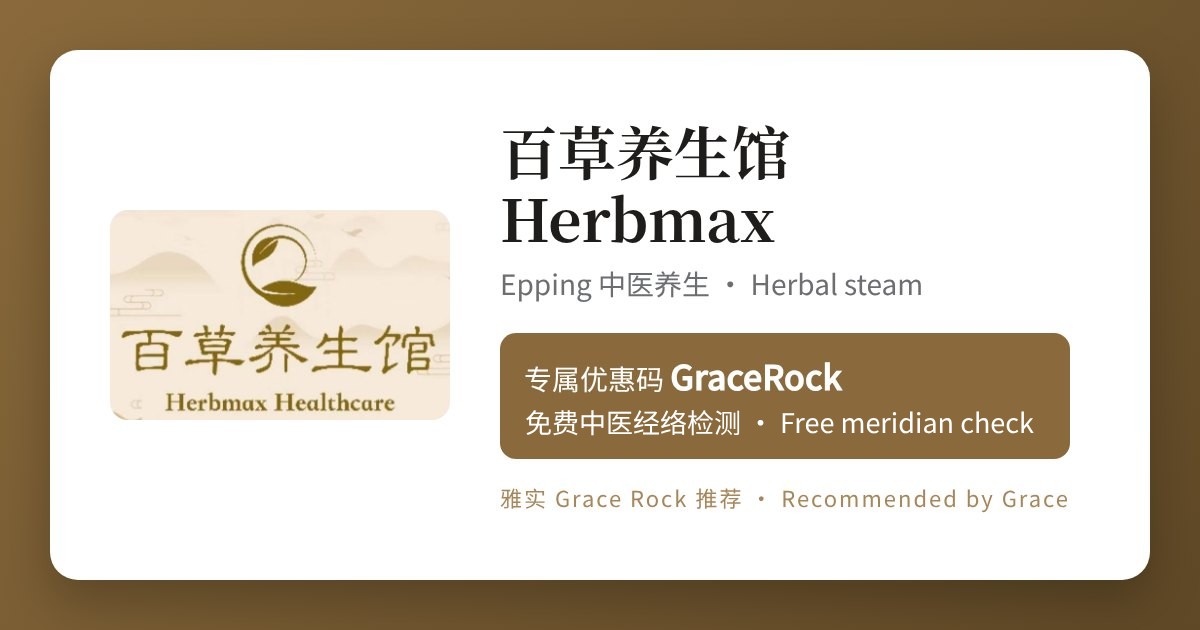 百草养生馆
Herbmax Healthcare
百草养生馆
Herbmax
Epping 中医养生 · Herbal steam
专属优惠码 GraceRock
免费中医经络检测 · Free meridian check
雅实 Grace Rock 推荐 · Recommended by Grace